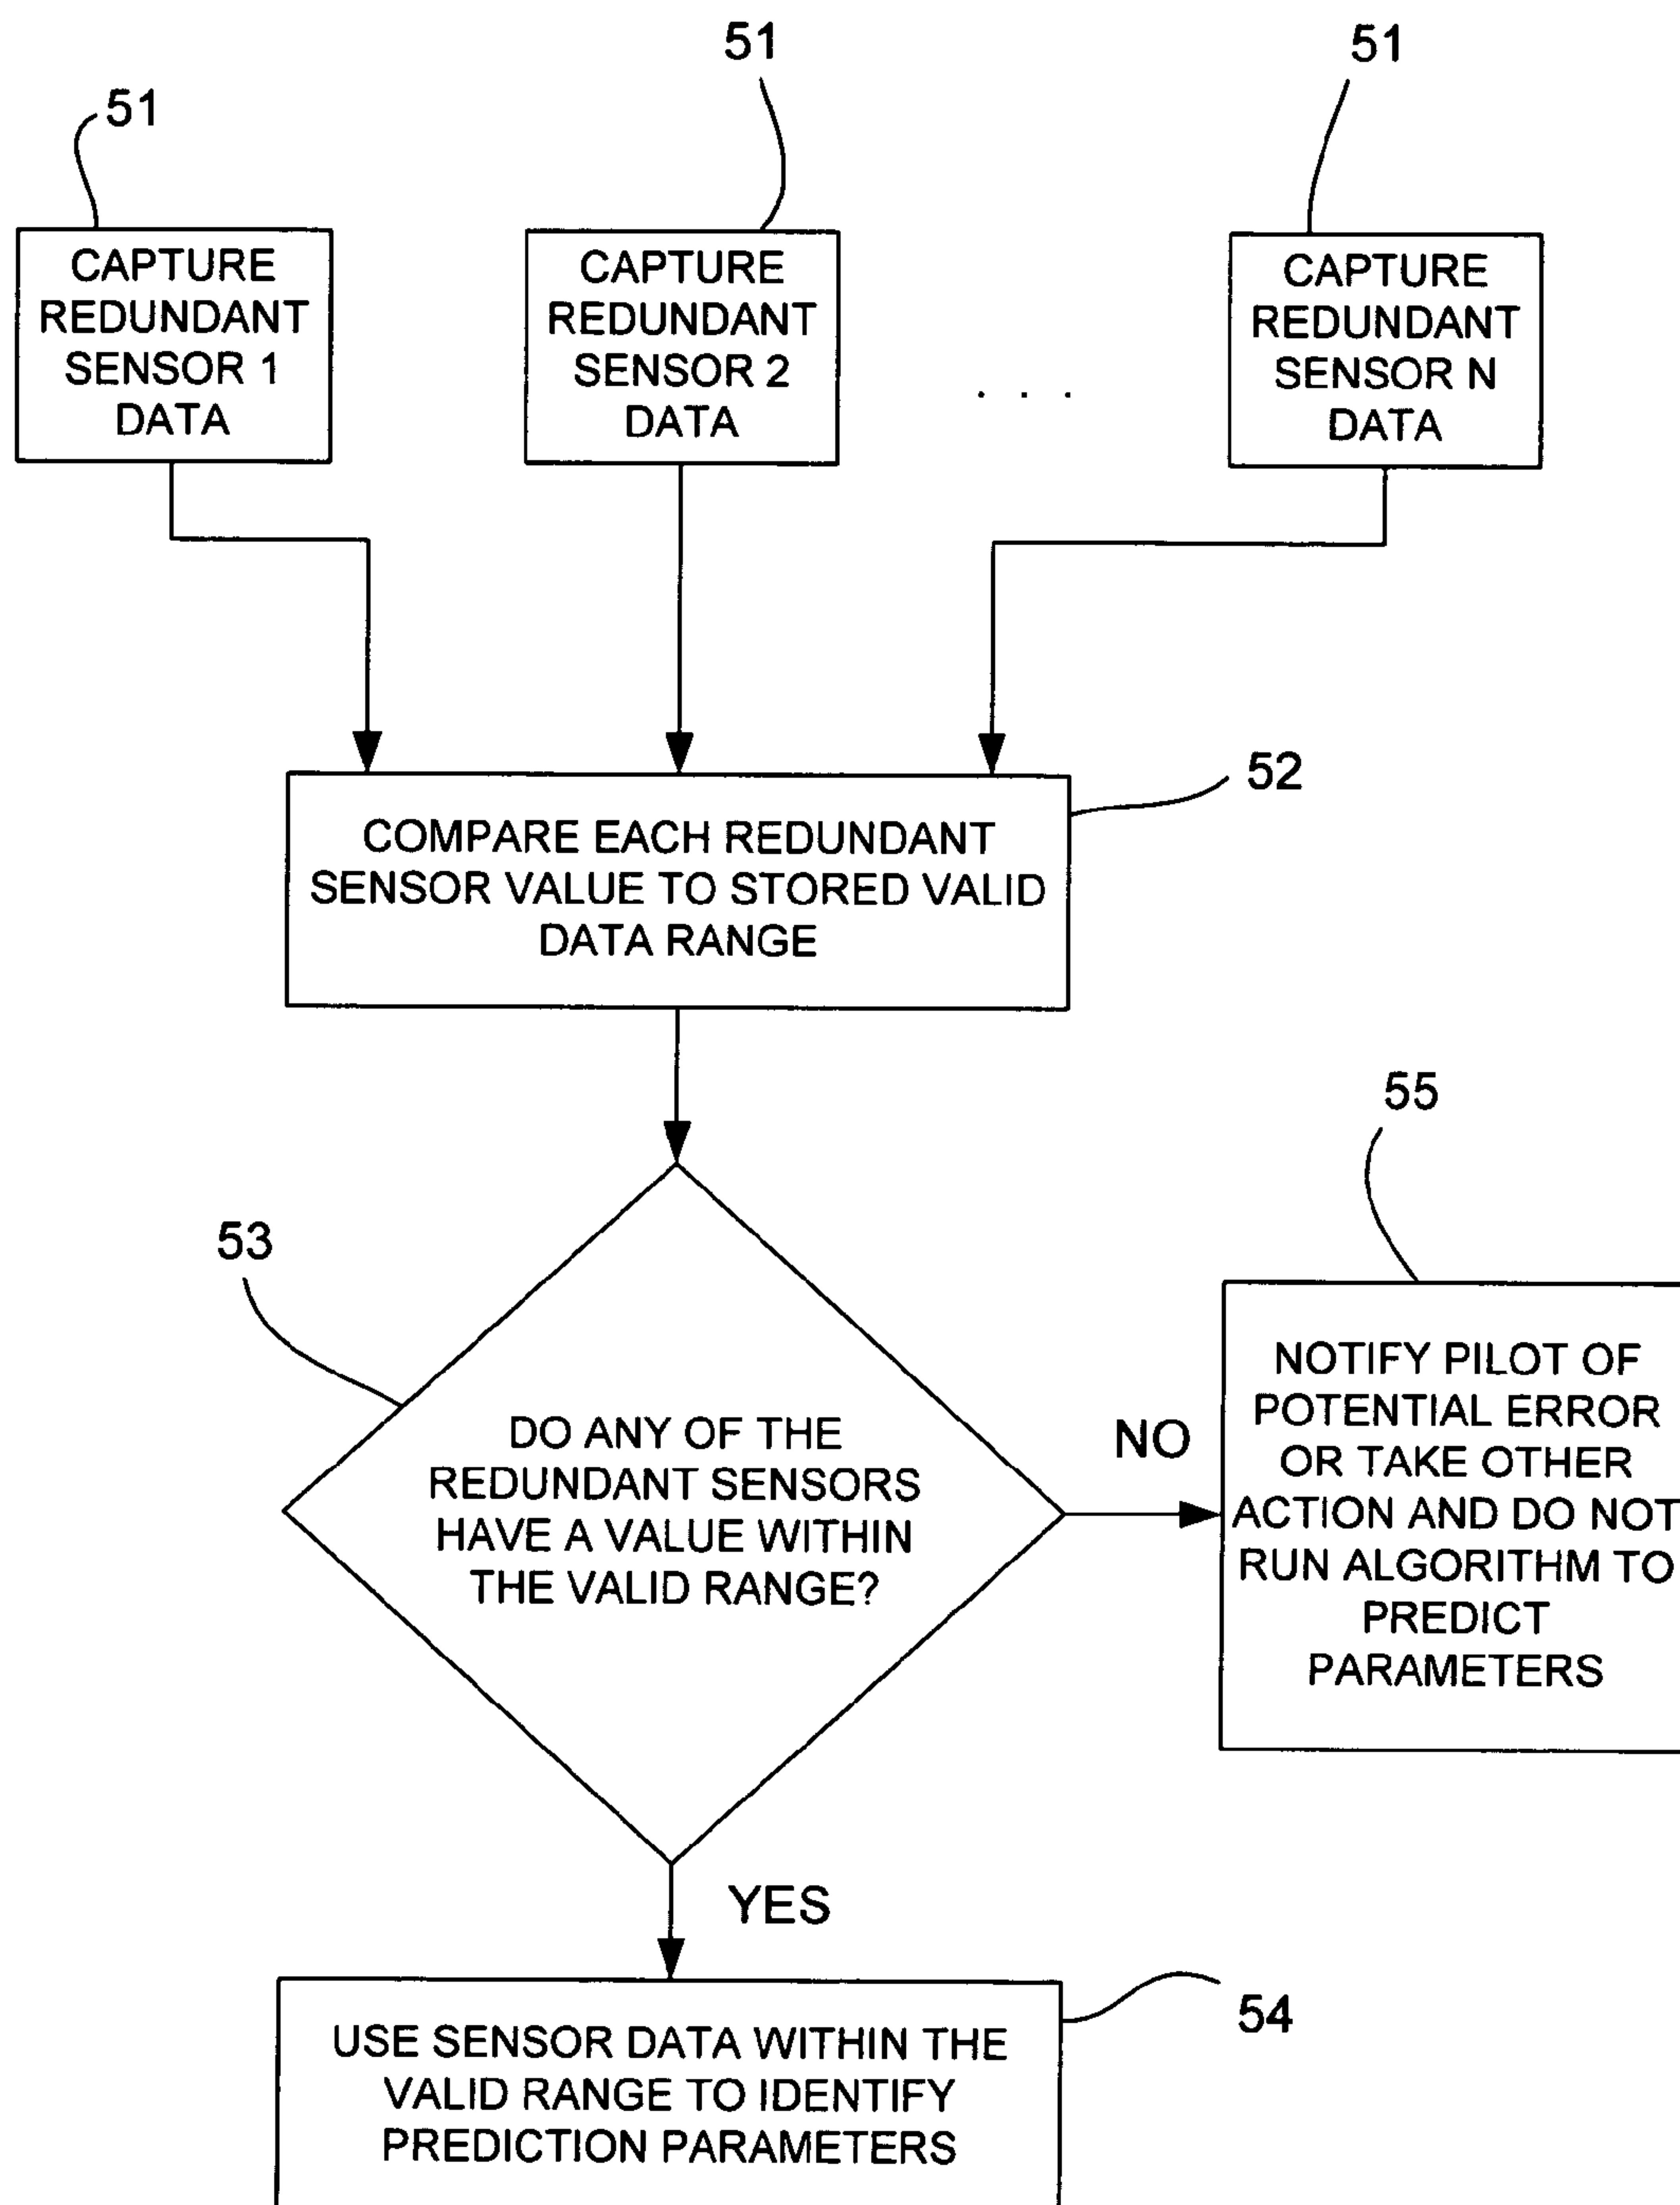 51
51
51
CAPTURE
REDUNDANT
SENSOR 1
DATA
CAPTURE
REDUNDANT
SENSOR 2
DATA
. . .
CAPTURE
REDUNDANT
SENSOR N
DATA
52
COMPARE EACH REDUNDANT
SENSOR VALUE TO STORED VALID
DATA RANGE
53
DO ANY OF THE
REDUNDANT SENSORS
HAVE A VALUE WITHIN
THE VALID RANGE?
NO
55
NOTIFY PILOT OF
POTENTIAL ERROR
OR TAKE OTHER
ACTION AND DO NOT
RUN ALGORITHM TO
PREDICT
PARAMETERS
YES
54
USE SENSOR DATA WITHIN THE
VALID RANGE TO IDENTIFY
PREDICTION PARAMETERS